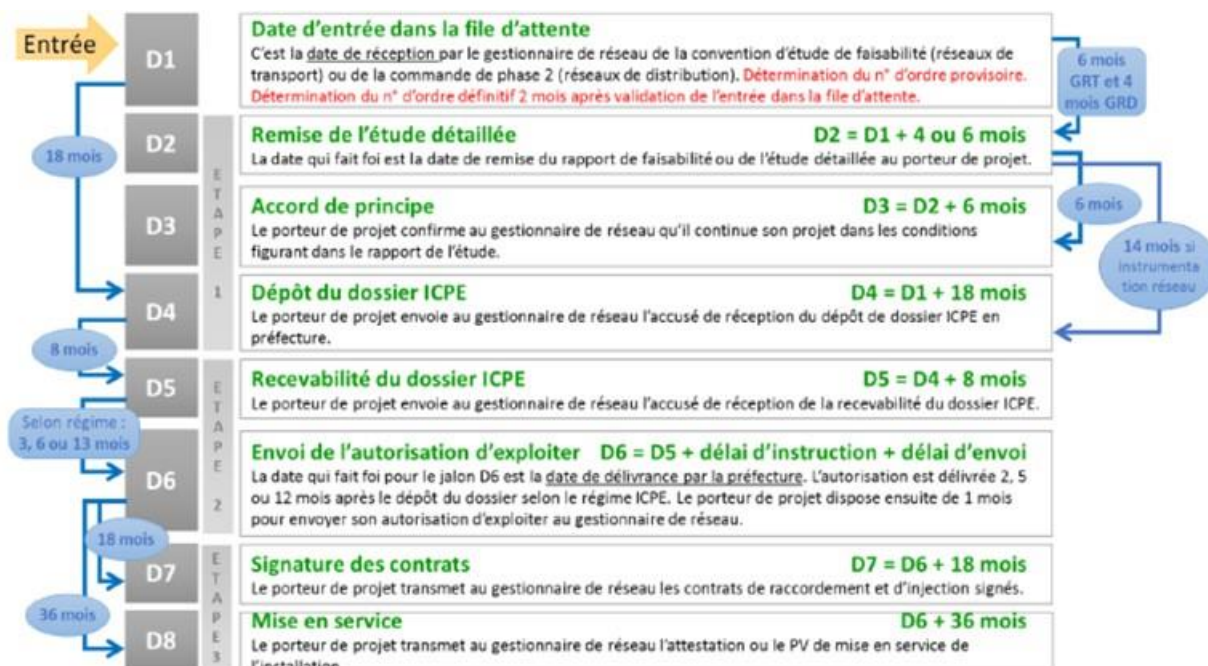 Entrée
D1
Date d'entrée dans la file d'attente
C'est la date de réception par le gestionnaire de réseau de la convention d'étude de faisabilité (réseaux de
transport) ou de la commande de phase 2 (réseaux de distribution). Détermination du n° d'ordre provisoire.
Détermination du n° d'ordre définitif 2 mois après validation de l'entrée dans la file d'attente.
6 mois
GRT et 4
mois GRD
18 mois
ETAPE 1
D2
Remise de l'étude détaillée D2 = D1 + 4 ou 6 mois
La date qui fait foi est la date de remise du rapport de faisabilité ou de l'étude détaillée au porteur de projet.
D3
Accord de principe D3 = D2 + 6 mois
Le porteur de projet confirme au gestionnaire de réseau qu'il continue son projet dans les conditions
figurant dans le rapport de l'étude.
6 mois
14 mois si
instrumenta
tion réseau
D4
Dépôt du dossier ICPE D4 = D1 + 18 mois
Le porteur de projet envoie au gestionnaire de réseau l'accusé de réception du dépôt de dossier ICPE en
préfecture.
8 mois
ETAPE 2
D5
Recevabilité du dossier ICPE D5 = D4 + 8 mois
Le porteur de projet envoie au gestionnaire de réseau l'accusé de réception de la recevabilité du dossier ICPE.
Selon régime :
3, 6 ou 13 mois
D6
Envoi de l'autorisation d'exploiter D6 = D5 + délai d'instruction + délai d'envoi
La date qui fait foi pour le jalon D6 est la date de délivrance par la préfecture. L'autorisation est délivrée 2, 5
ou 12 mois après le dépôt du dossier selon le régime ICPE. Le porteur de projet dispose ensuite de 1 mois
pour envoyer son autorisation d'exploiter au gestionnaire de réseau.
18 mois
ETAPE 3
D7
Signature des contrats D7 = D6 + 18 mois
Le porteur de projet transmet au gestionnaire de réseau les contrats de raccordement et d'injection signés.
36 mois
D8
Mise en service D6 + 36 mois
Le porteur de projet transmet au gestionnaire de réseau l'attestation ou le PV de mise en service de
l'installation